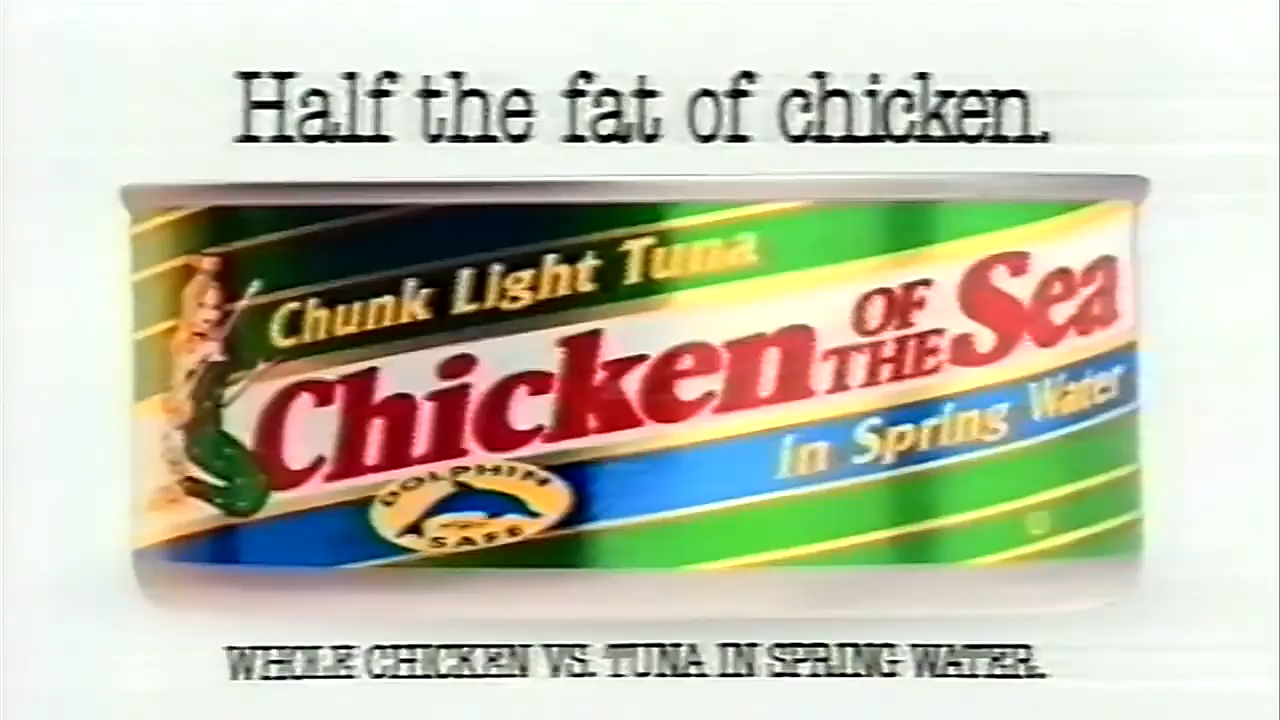 Half the fat of chicken.
Chunk Light Tuna
Chicken OF THE Sea
In Spring Water
DOLPHIN
SAFE
WHOLE CHICKEN VS. TUNA IN SPRING WATER.